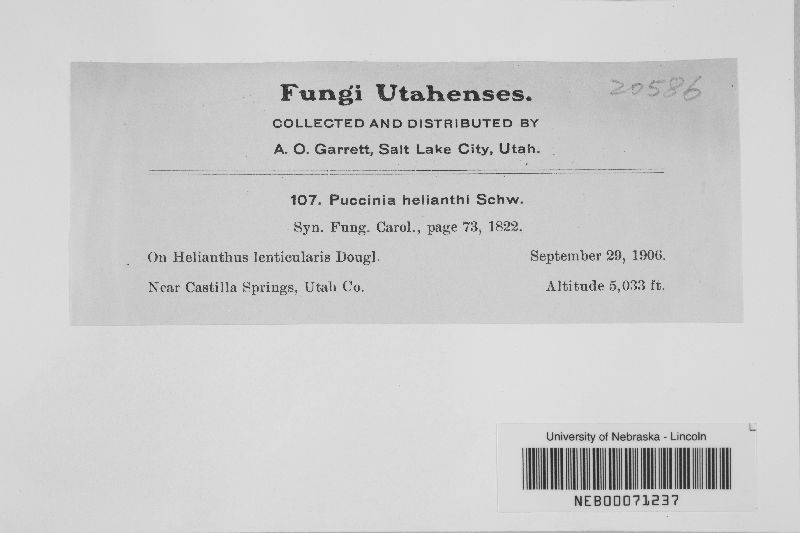 Fungi Utahenses.
20586
COLLECTED AND DISTRIBUTED BY
A. O. Garrett, Salt Lake City, Utah.
107. Puccinia helianthi Schw.
Syn. Fung. Carol., page 73, 1822.
On Helianthus lenticularis Dougl. September 29, 1906.
Near Castilla Springs, Utah Co. Altitude 5,033 ft.
University of Nebraska - Lincoln
NEB00071237